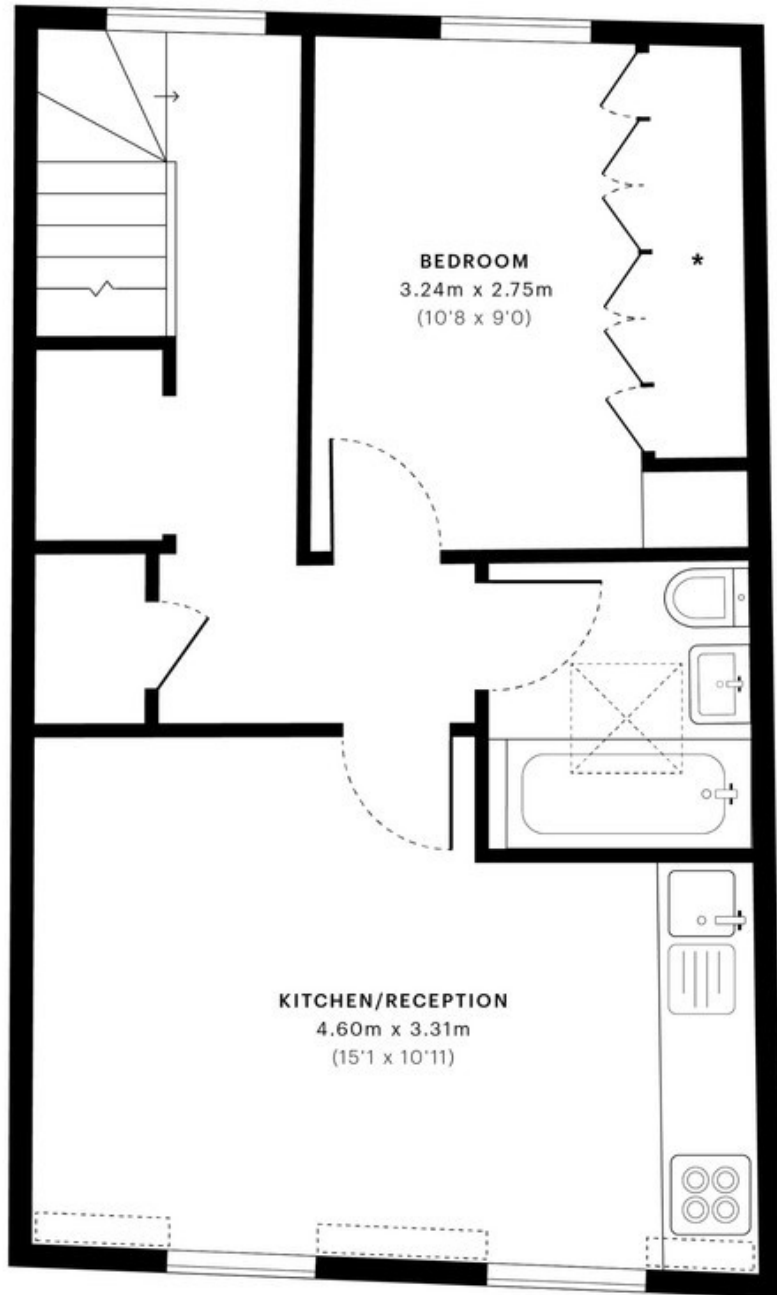 BEDROOM
3.24m x 2.75m
(10'8 x 9'0)
*
KITCHEN/RECEPTION
4.60m x 3.31m
(15'1 x 10'11)